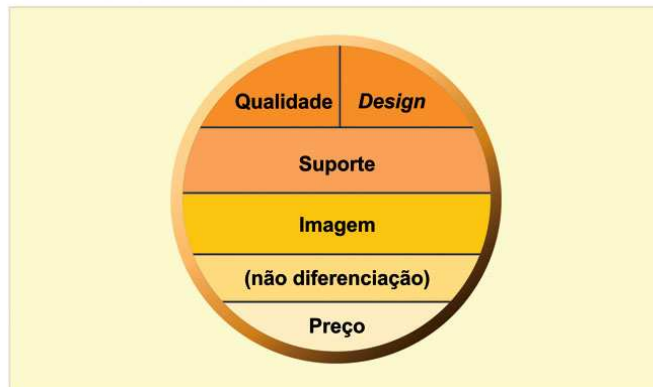 Qualidade Design
Suporte
Imagem
(não diferenciação)
Preço